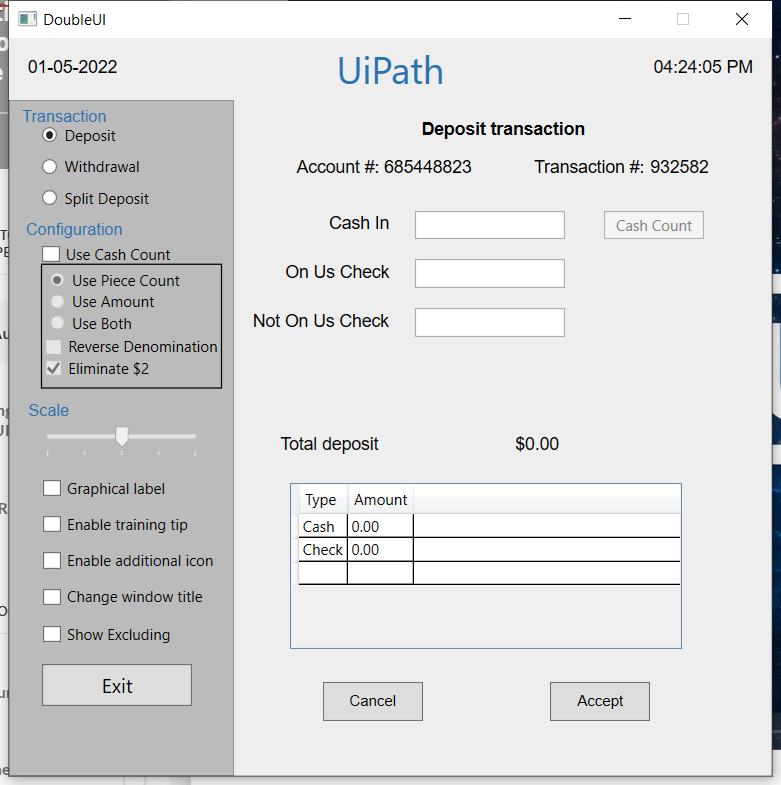 DoubleUI
01-05-2022
UiPath
04:24:05 PM
Transaction
Deposit
Withdrawal
Split Deposit
Configuration
Use Cash Count
Use Piece Count
Use Amount
Use Both
Reverse Denomination
Eliminate $2
Scale
Graphical label
Enable training tip
Enable additional icon
Change window title
Show Excluding
Exit
Deposit transaction
Account #: 685448823 Transaction #: 932582
Cash In
Cash Count
On Us Check
Not On Us Check
Total deposit $0.00
Type Amount
Cash 0.00
Check 0.00
Cancel Accept